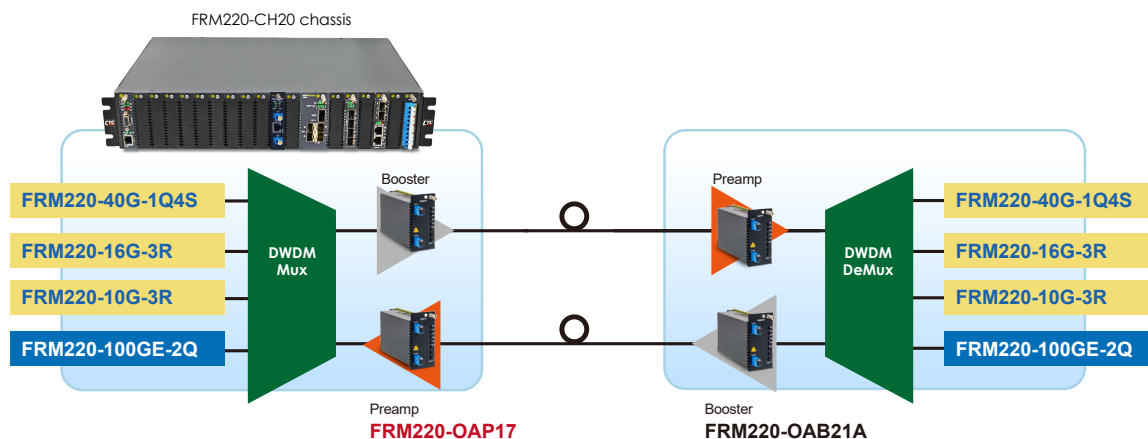 FRM220-CH20 chassis
CTC
CTC
Booster
Preamp
FRM220-40G-1Q4S
FRM220-40G-1Q4S
FRM220-16G-3R
DWDM
Mux
DWDM
DeMux
FRM220-16G-3R
FRM220-10G-3R
FRM220-10G-3R
FRM220-100GE-2Q
FRM220-100GE-2Q
Preamp
FRM220-OAP17
Booster
FRM220-OAB21A